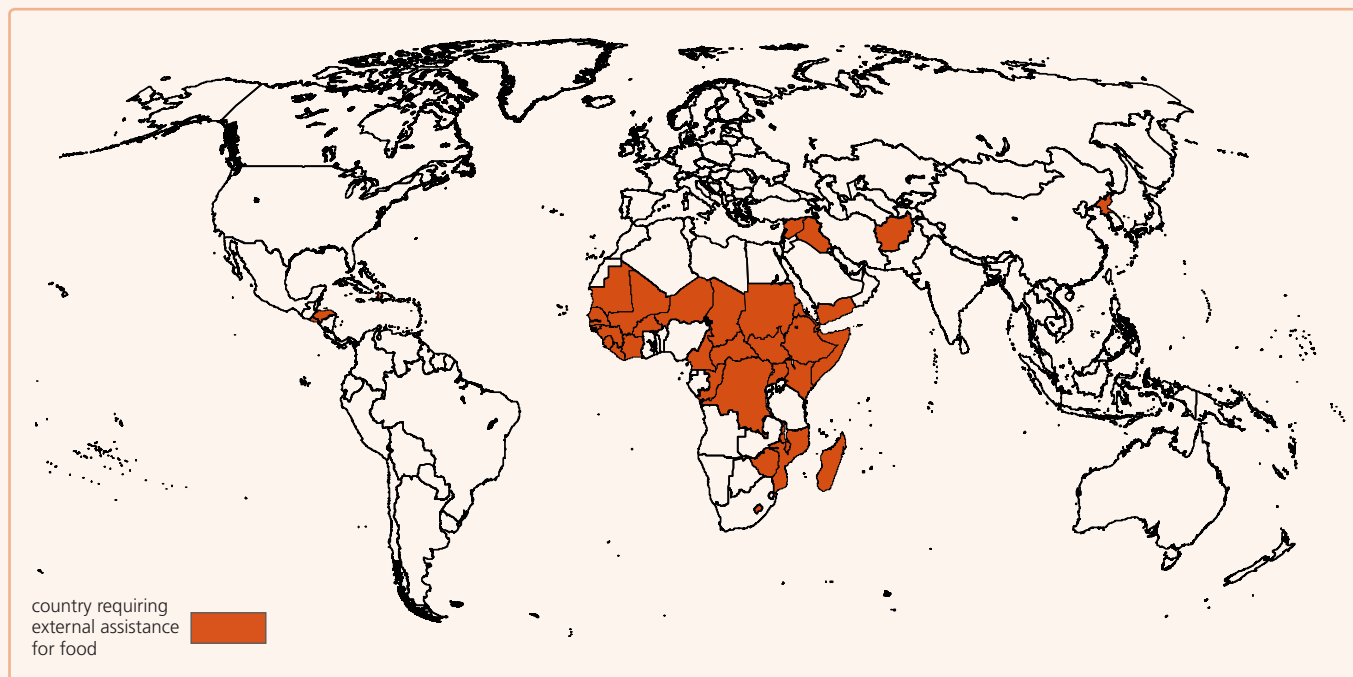 country requiring
external assistance
for food